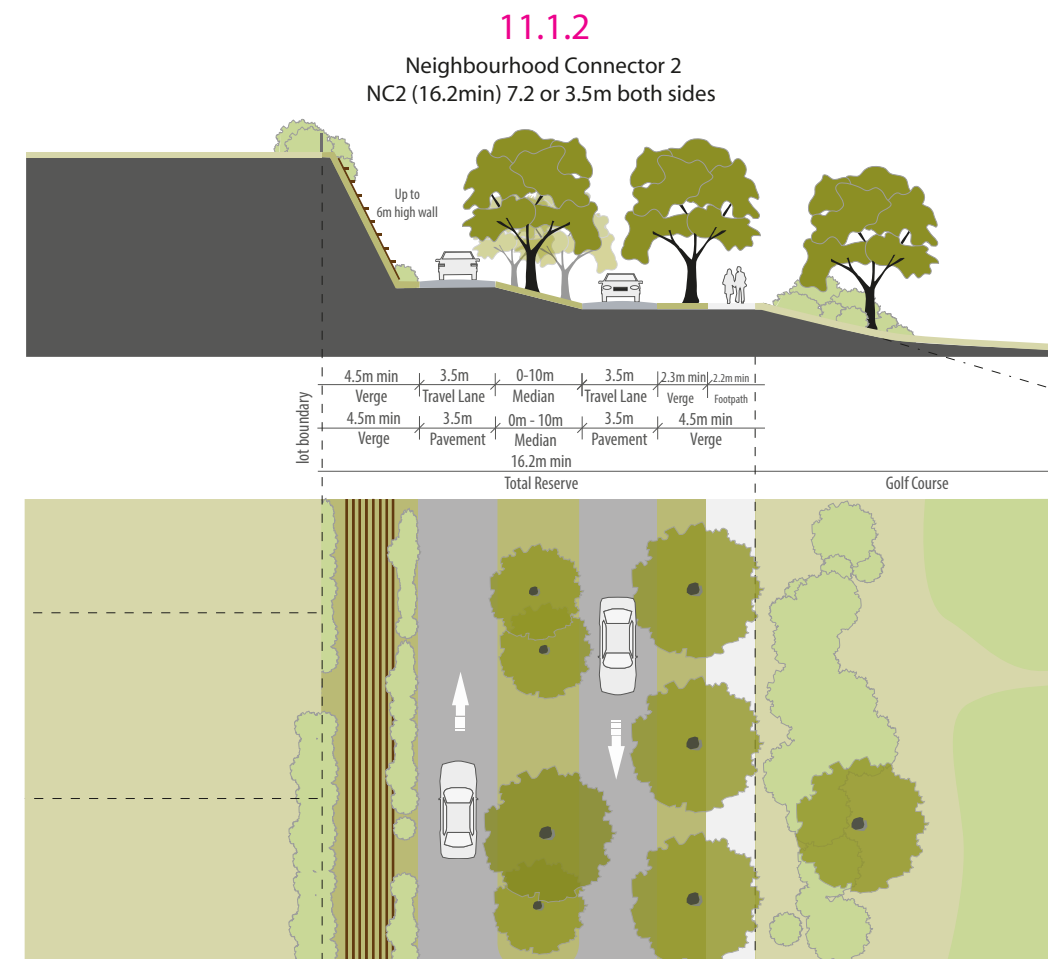 11.1.2
Neighbourhood Connector 2
NC2 (16.2min) 7.2 or 3.5m both sides
Up to
6m high wall
4.5m min 3.5m 0-10m 3.5m 2.3m min 2.2m min
Verge Travel Lane Median Travel Lane Verge Footpath
4.5m min 3.5m 0m - 10m 3.5m 4.5m min
Verge Pavement Median Pavement Verge
lot boundary
16.2m min
Total Reserve Golf Course